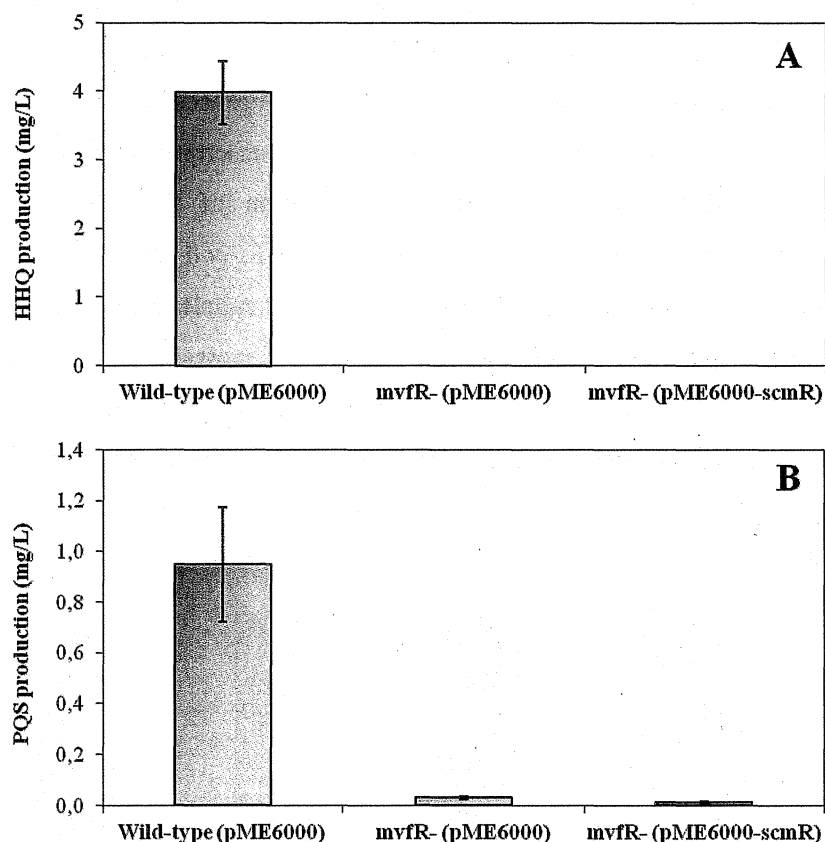 A
HHQ production (mg/L)
5
4
3
2
1
0
Wild-type (pME6000)
mvfR- (pME6000)
mvfR- (pME6000-scmR)
B
PQS production (mg/L)
1,4
1,2
1,0
0,8
0,6
0,4
0,2
0,0
Wild-type (pME6000)
mvfR- (pME6000)
mvfR- (pME6000-scmR)